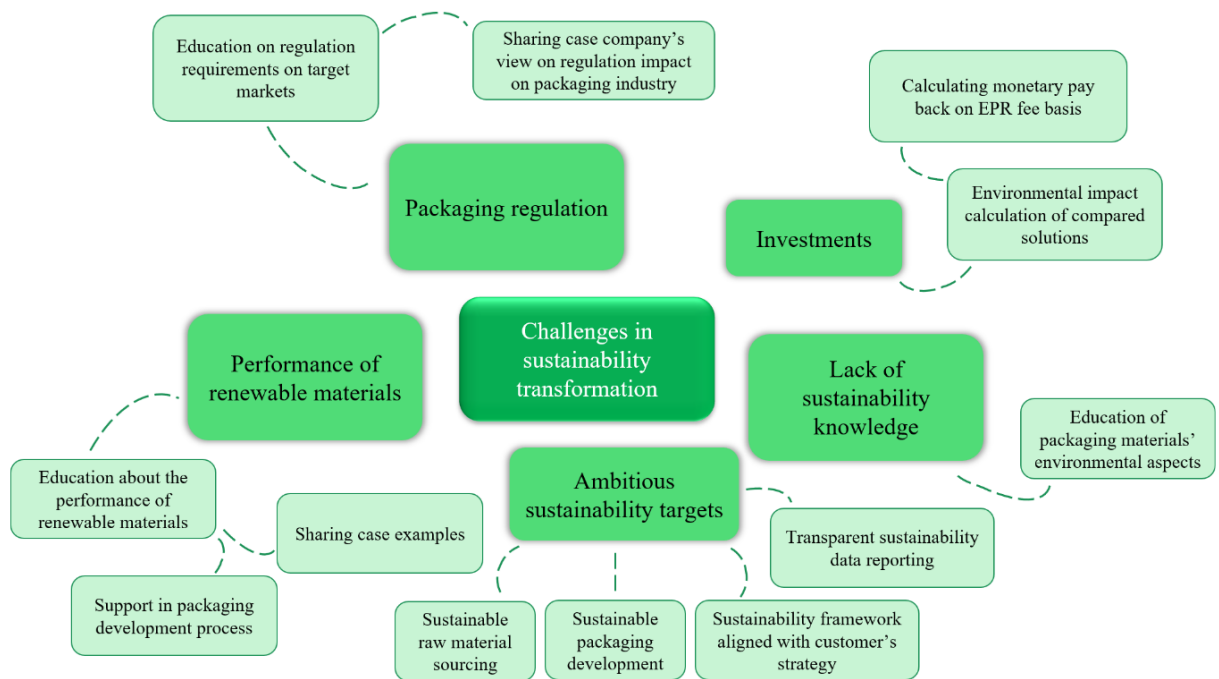 Education on regulation
requirements on target
markets
Sharing case company’s
view on regulation impact
on packaging industry
Calculating monetary pay
back on EPR fee basis
Packaging regulation
Environmental impact
calculation of compared
solutions
Investments
Challenges in
sustainability
transformation
Performance of
renewable materials
Lack of
sustainability
knowledge
Education of
packaging materials’
environmental aspects
Ambitious
sustainability targets
Education about the
performance of
renewable materials
Sharing case examples
Transparent sustainability
data reporting
Support in packaging
development process
Sustainable
raw material
sourcing
Sustainable
packaging
development
Sustainability framework
aligned with customer’s
strategy